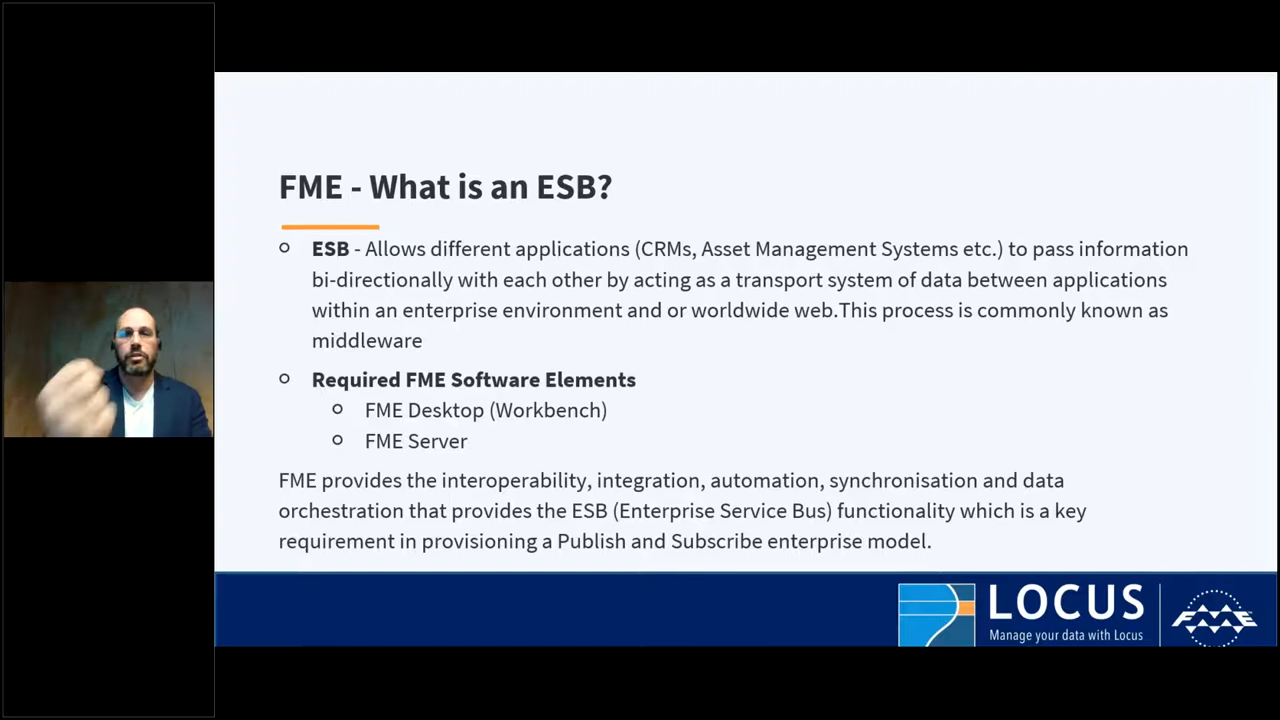 FME - What is an ESB?
ESB - Allows different applications (CRMs, Asset Management Systems etc.) to pass information
bi-directionally with each other by acting as a transport system of data between applications
within an enterprise environment and or worldwide web.This process is commonly known as
middleware
Required FME Software Elements
FME Desktop (Workbench)
FME Server
FME provides the interoperability, integration, automation, synchronisation and data
orchestration that provides the ESB (Enterprise Service Bus) functionality which is a key
requirement in provisioning a Publish and Subscribe enterprise model.
LOCUS
Manage your data with Locus
FME